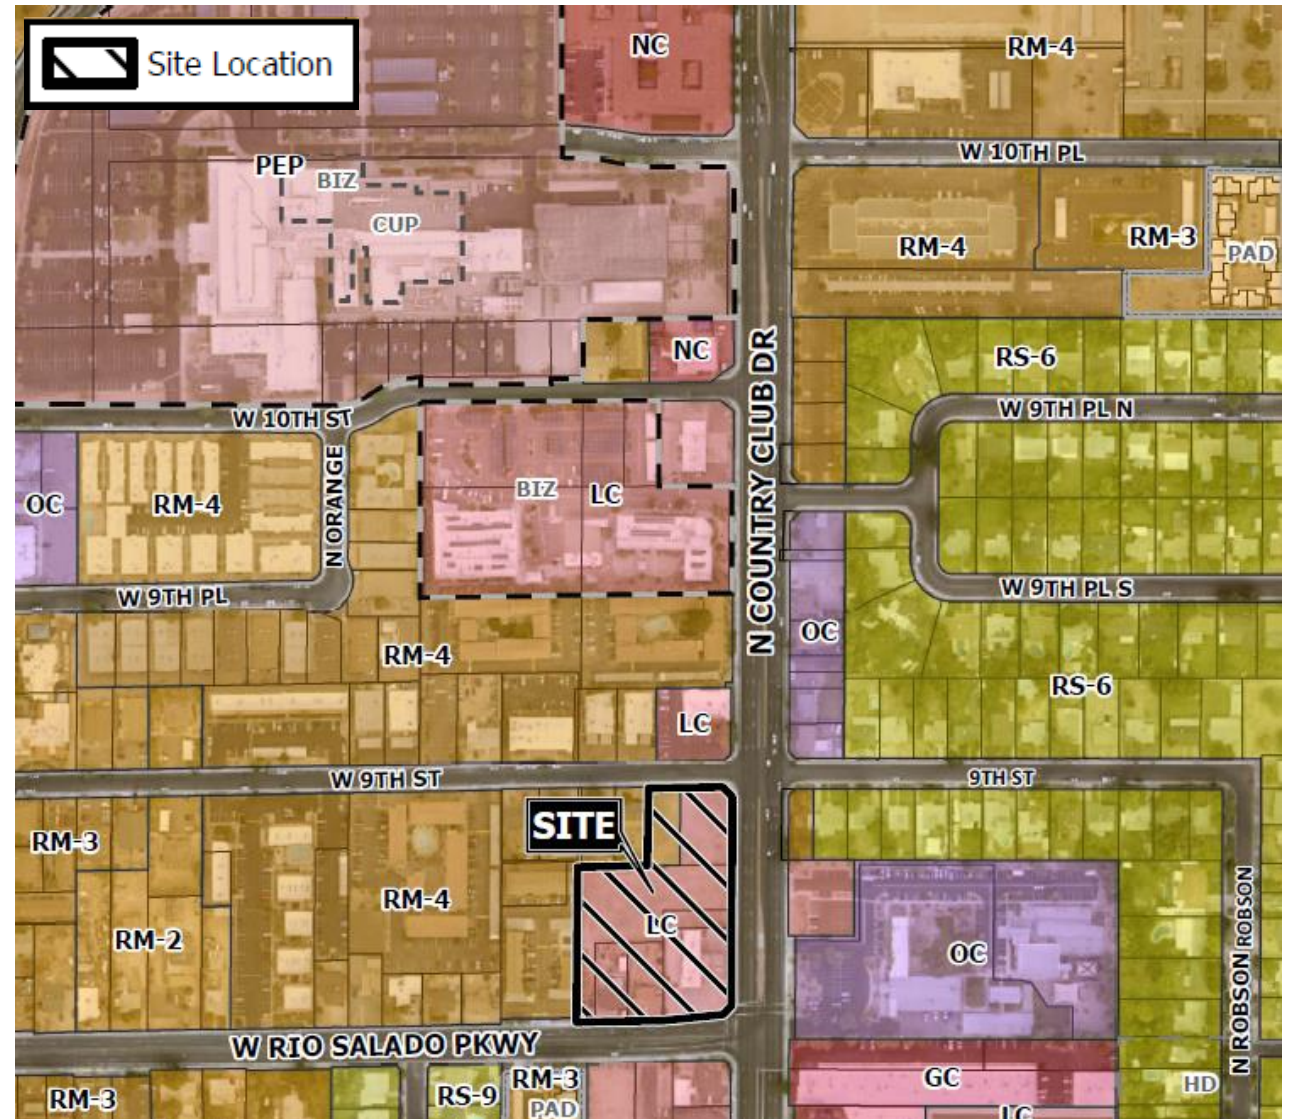 Site Location
NC
RM-4
W 10TH PL
PEP
BIZ
CUP
RM-4
RM-3
PAD
NC
RS-6
W 10TH ST
W 9TH PL N
N COUNTRY CLUB DR
OC
RM-4
N ORANGE
BIZ
LC
W 9TH PL
W 9TH PL S
OC
RM-4
RS-6
LC
W 9TH ST
9TH ST
SITE
RM-3
RM-4
LC
RM-2
OC
N ROBSON
ROBSON
W RIO SALADO PKWY
RM-3
RS-9
RM-3
PAD
GC
HD
LC